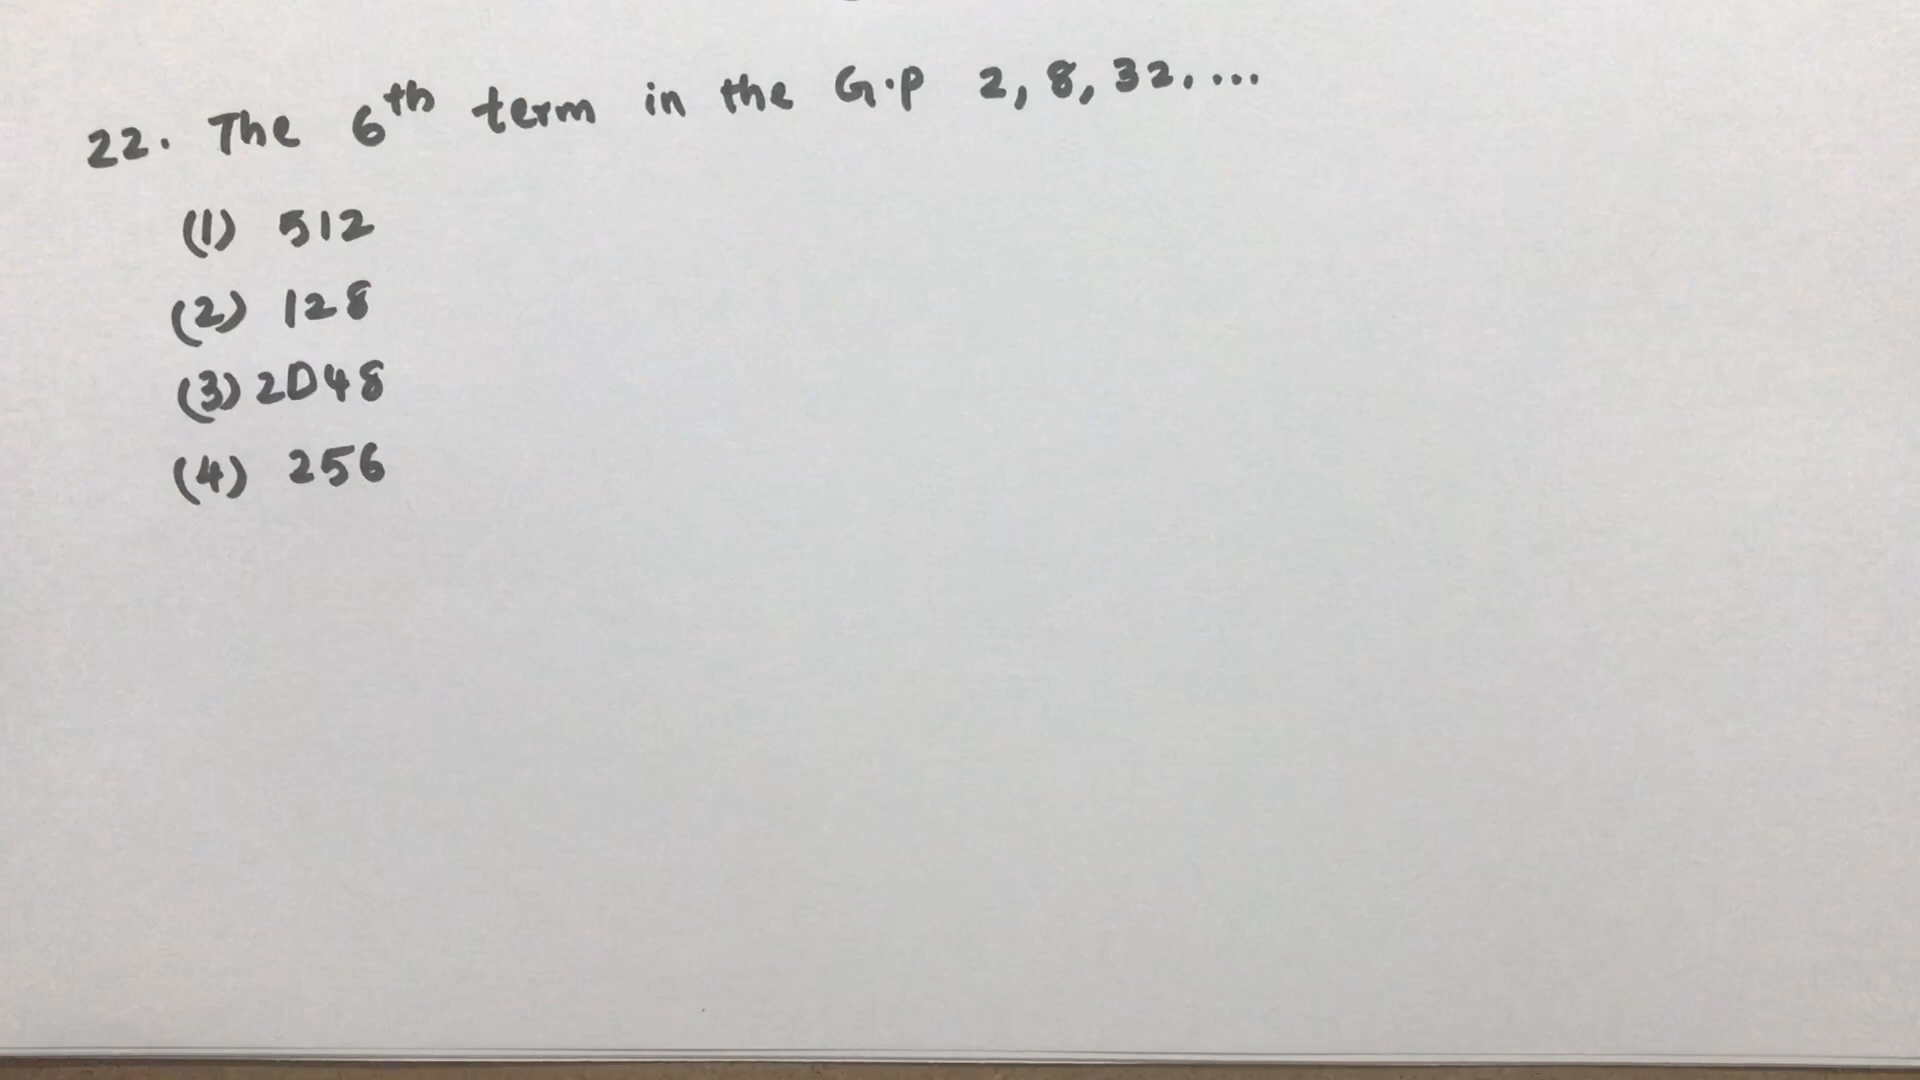 22. The 6th term in the G.P 2, 8, 32, ...
(1) 512
(2) 128
(3) 2048
(4) 256